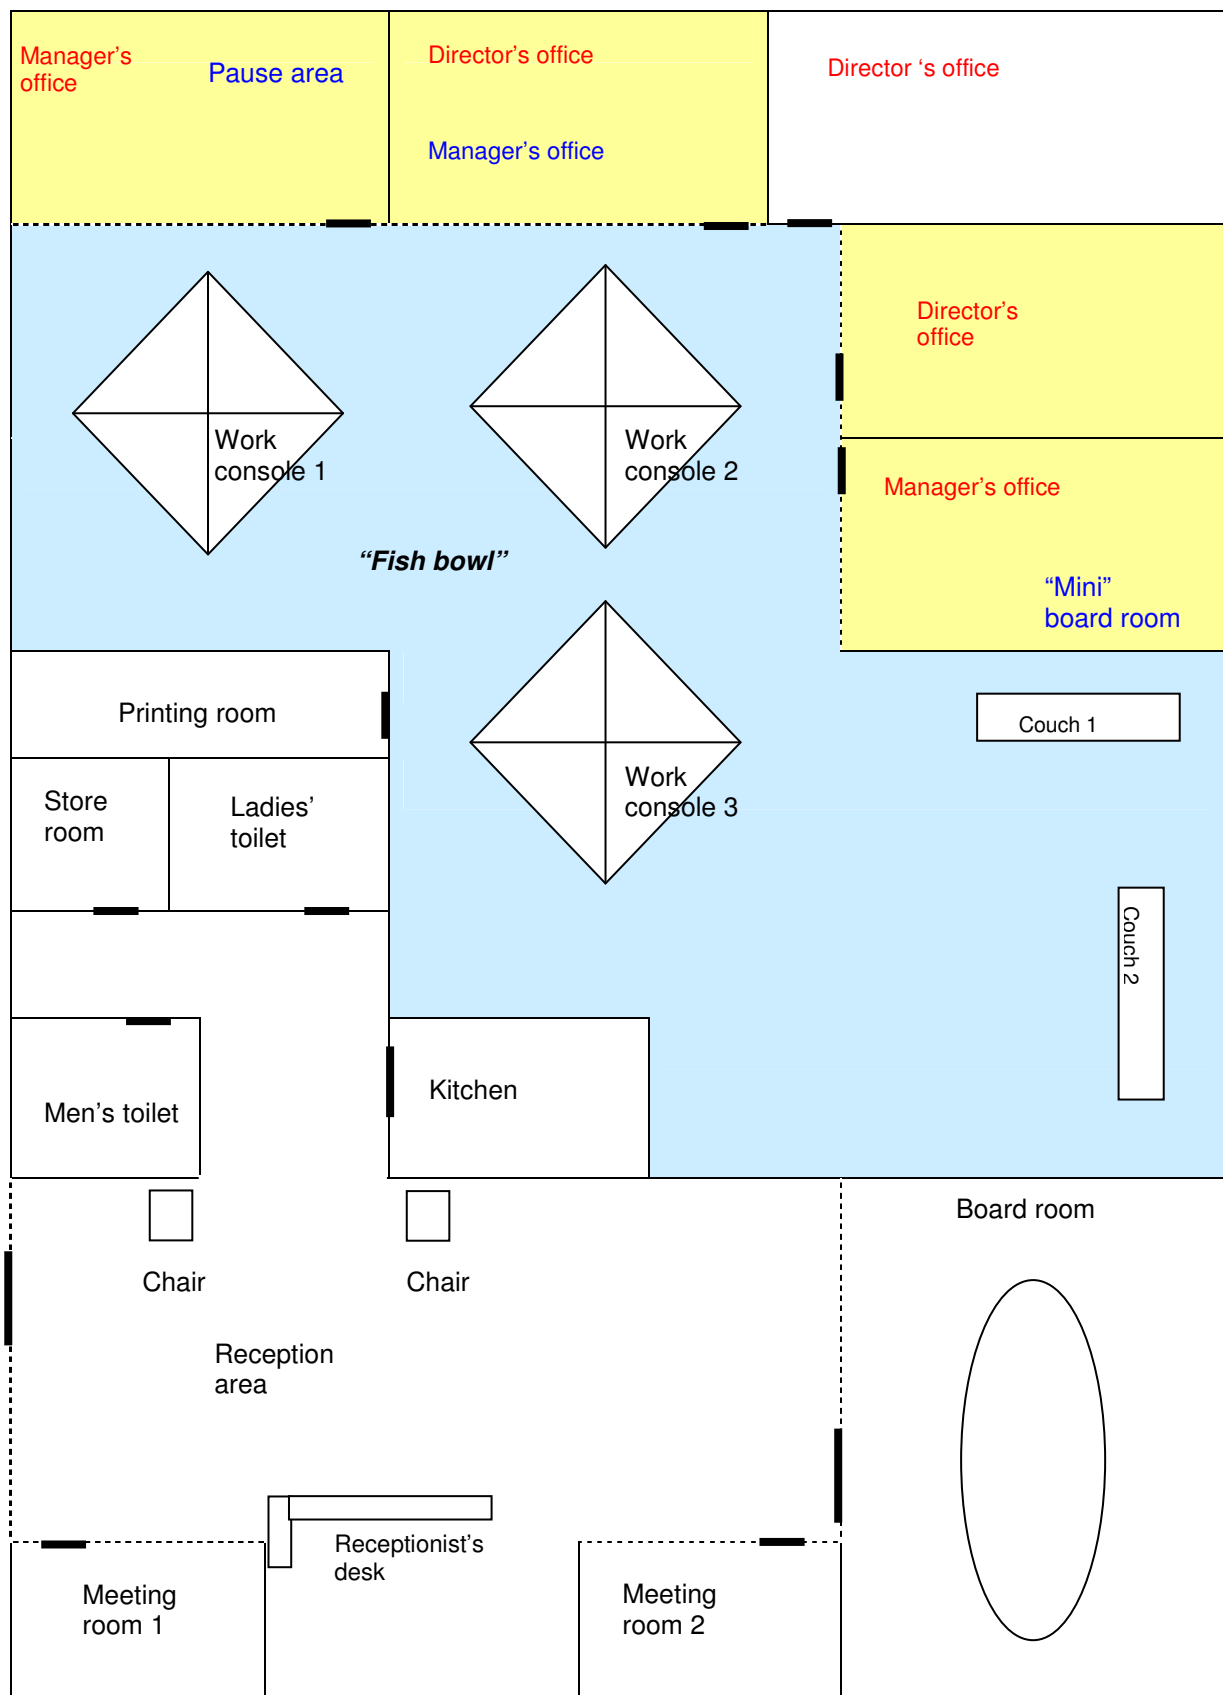 Manager’s
office
Pause area
Director’s office
Manager’s office
Director ‘s office
Director’s
office
Work
console 1
Work
console 2
Manager’s office
“Fish bowl”
“Mini”
board room
Printing room
Couch 1
Work
console 3
Store
room
Ladies’
toilet
Couch 2
Kitchen
Men’s toilet
Board room
Chair
Chair
Reception
area
Receptionist’s
desk
Meeting
room 1
Meeting
room 2